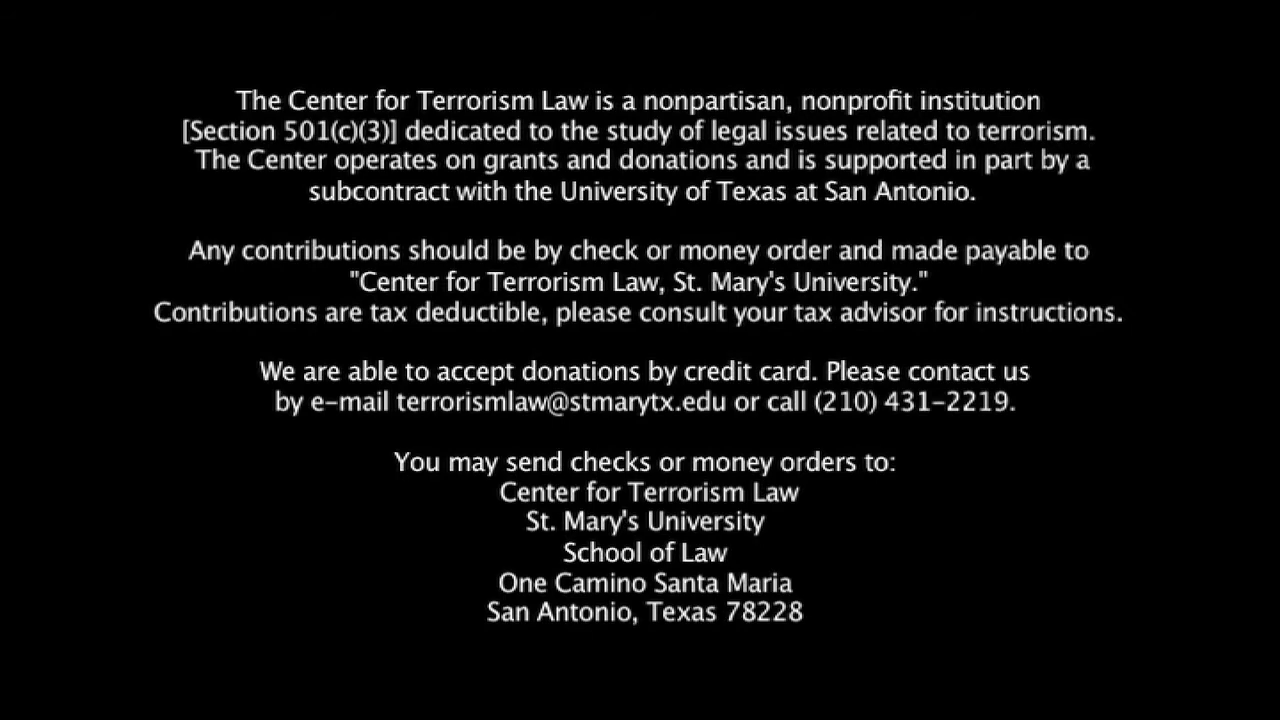 The Center for Terrorism Law is a nonpartisan, nonprofit institution
[Section 501(c)(3)] dedicated to the study of legal issues related to terrorism.
The Center operates on grants and donations and is supported in part by a
subcontract with the University of Texas at San Antonio.
Any contributions should be by check or money order and made payable to
"Center for Terrorism Law, St. Mary's University."
Contributions are tax deductible, please consult your tax advisor for instructions.
We are able to accept donations by credit card. Please contact us
by e-mail terrorismlaw@stmarytx.edu or call (210) 431-2219.
You may send checks or money orders to:
Center for Terrorism Law
St. Mary's University
School of Law
One Camino Santa Maria
San Antonio, Texas 78228